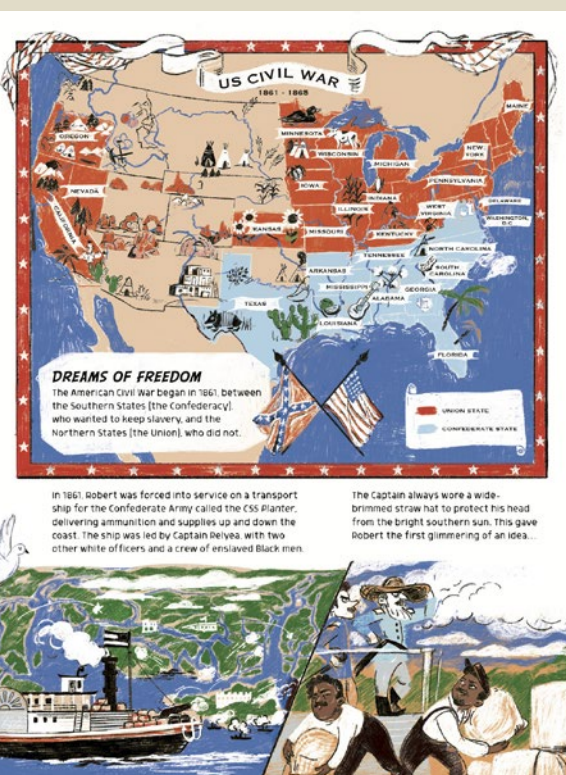 US CIVIL WAR
1861 - 1865
MAINE
OREGON
MINNESOTA
WISCONSIN
MICHIGAN
NEW YORK
NEVADA
IOWA
PENNSYLVANIA
CALIFORNIA
ILLINOIS
INDIANA
WEST VIRGINIA
DELAWARE
WASHINGTON, D.C
KANSAS
MISSOURI
KENTUCKY
TENNESSEE
NORTH CAROLINA
SOUTH CAROLINA
ARKANSAS
MISSISSIPPI
ALABAMA
GEORGIA
TEXAS
LOUISIANA
FLORIDA
DREAMS OF FREEDOM
The American Civil War began in 1861, between
the Southern States (the Confederacy),
who wanted to keep slavery, and the
Northern States (the Union), who did not.
UNION STATE
CONFEDERATE STATE
In 1861, Robert was forced into service on a transport
ship for the Confederate Army called the CSS Planter,
delivering ammunition and supplies up and down the
coast. The ship was led by Captain Relyea, with two
other white officers and a crew of enslaved Black men.
The Captain always wore a wide-
brimmed straw hat to protect his head
from the bright southern sun. This gave
Robert the first glimmering of an idea...